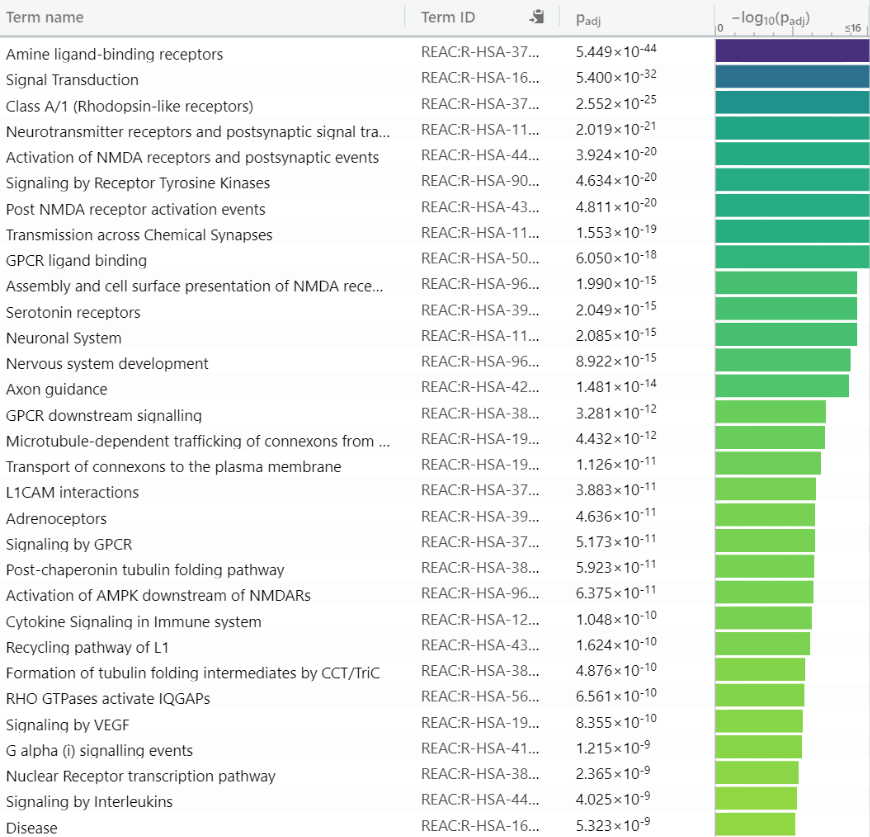 Term name Term ID padj −log10(padj)
0 ≤16
Amine ligand-binding receptors REAC:R-HSA-37... 5.449×10-44
Signal Transduction REAC:R-HSA-16... 5.400×10-32
Class A/1 (Rhodopsin-like receptors) REAC:R-HSA-37... 2.552×10-25
Neurotransmitter receptors and postsynaptic signal tra... REAC:R-HSA-11... 2.019×10-21
Activation of NMDA receptors and postsynaptic events REAC:R-HSA-44... 3.924×10-20
Signaling by Receptor Tyrosine Kinases REAC:R-HSA-90... 4.634×10-20
Post NMDA receptor activation events REAC:R-HSA-43... 4.811×10-20
Transmission across Chemical Synapses REAC:R-HSA-11... 1.553×10-19
GPCR ligand binding REAC:R-HSA-50... 6.050×10-18
Assembly and cell surface presentation of NMDA rece... REAC:R-HSA-96... 1.990×10-15
Serotonin receptors REAC:R-HSA-39... 2.049×10-15
Neuronal System REAC:R-HSA-11... 2.085×10-15
Nervous system development REAC:R-HSA-96... 8.922×10-15
Axon guidance REAC:R-HSA-42... 1.481×10-14
GPCR downstream signalling REAC:R-HSA-38... 3.281×10-12
Microtubule-dependent trafficking of connexons from ... REAC:R-HSA-19... 4.432×10-12
Transport of connexons to the plasma membrane REAC:R-HSA-19... 1.126×10-11
L1CAM interactions REAC:R-HSA-37... 3.883×10-11
Adrenoceptors REAC:R-HSA-39... 4.636×10-11
Signaling by GPCR REAC:R-HSA-37... 5.173×10-11
Post-chaperonin tubulin folding pathway REAC:R-HSA-38... 5.923×10-11
Activation of AMPK downstream of NMDARs REAC:R-HSA-96... 6.375×10-11
Cytokine Signaling in Immune system REAC:R-HSA-12... 1.048×10-10
Recycling pathway of L1 REAC:R-HSA-43... 1.624×10-10
Formation of tubulin folding intermediates by CCT/TriC REAC:R-HSA-38... 4.876×10-10
RHO GTPases activate IQGAPs REAC:R-HSA-56... 6.561×10-10
Signaling by VEGF REAC:R-HSA-19... 8.355×10-10
G alpha (i) signalling events REAC:R-HSA-41... 1.215×10-9
Nuclear Receptor transcription pathway REAC:R-HSA-38... 2.365×10-9
Signaling by Interleukins REAC:R-HSA-44... 4.025×10-9
Disease REAC:R-HSA-16... 5.323×10-9